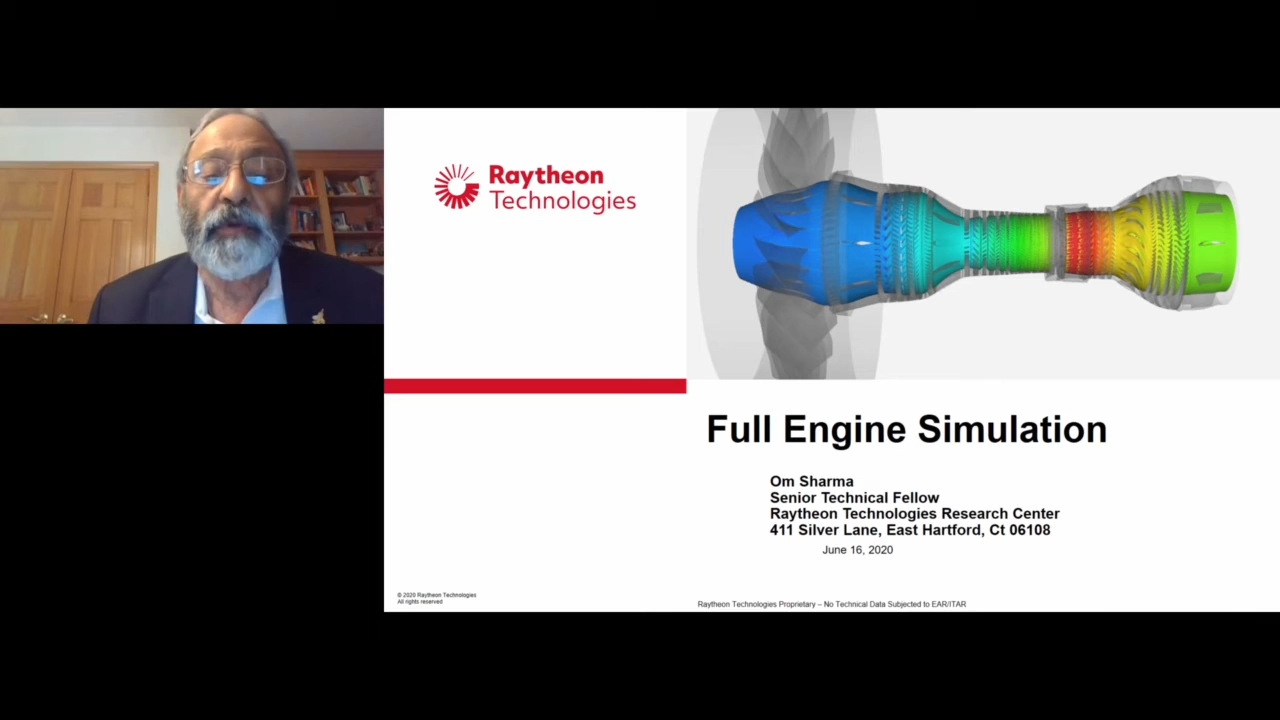 Raytheon
Technologies
Full Engine Simulation
Om Sharma
Senior Technical Fellow
Raytheon Technologies Research Center
411 Silver Lane, East Hartford, Ct 06108
June 16, 2020
© 2020 Raytheon Technologies
All rights reserved
Raytheon Technologies Proprietary – No Technical Data Subjected to EAR/ITAR